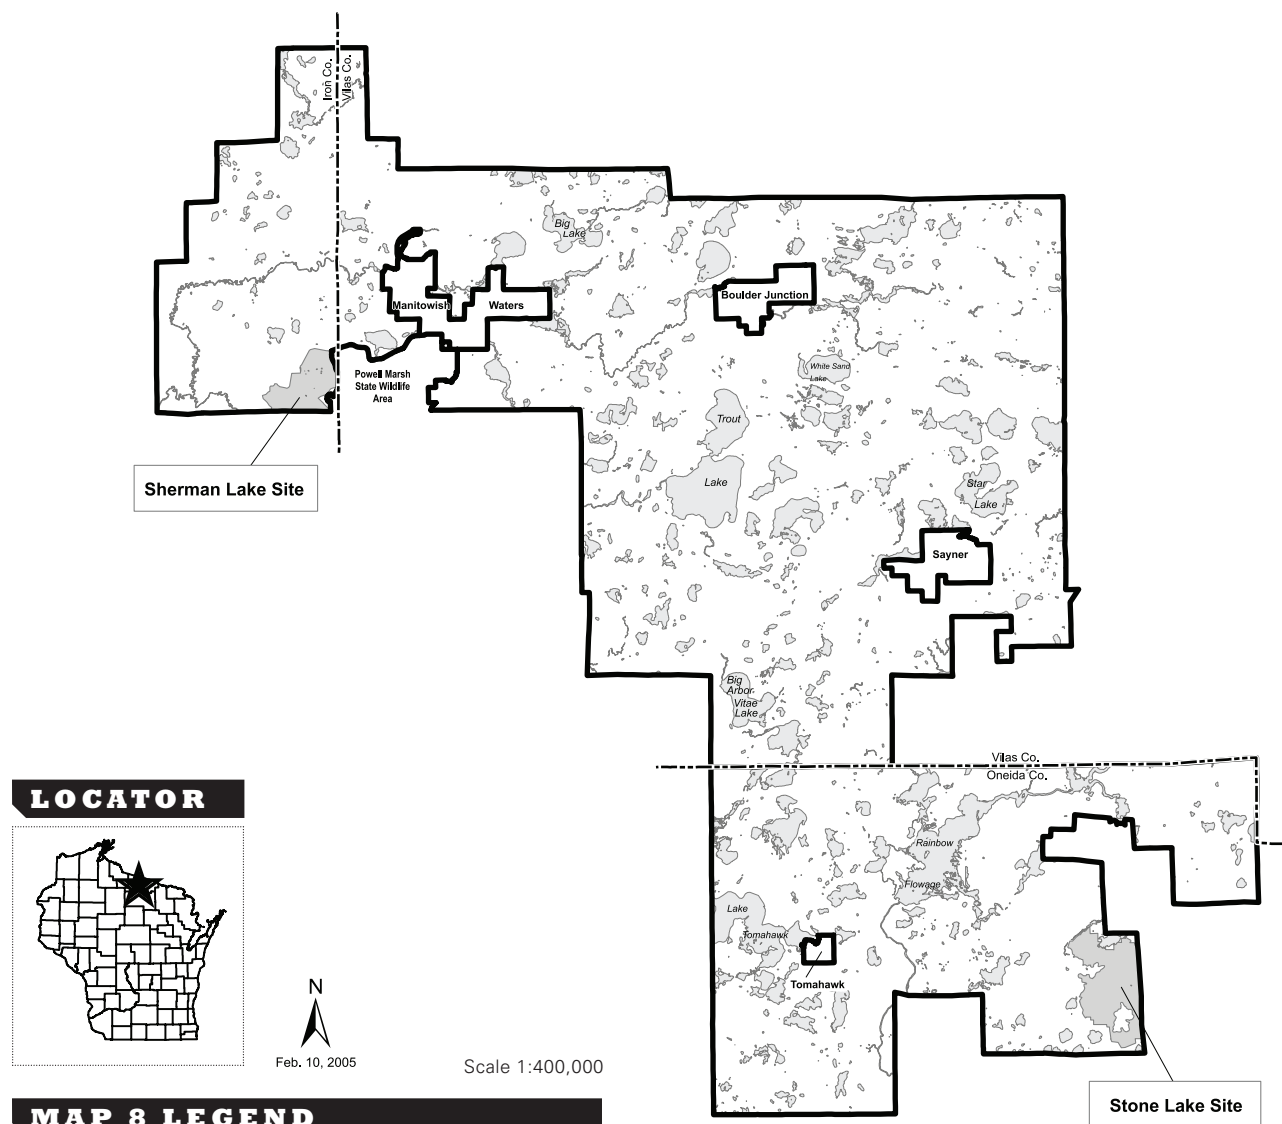 Iron Co.
Vilas Co.
Big
Lake
Manitowish
Waters
Boulder Junction
Powell Marsh
State Wildlife
Area
White Sand
Lake
Trout
Lake
Star
Lake
Sherman Lake Site
Sayner
Big
Arbor
Vitae
Lake
Vilas Co.
Oneida Co.
Rainbow
Flowage
Lake
Tomahawk
Tomahawk
Stone Lake Site
LOCATOR
N
Feb. 10, 2005
Scale 1:400,000
MAP 8 LEGEND